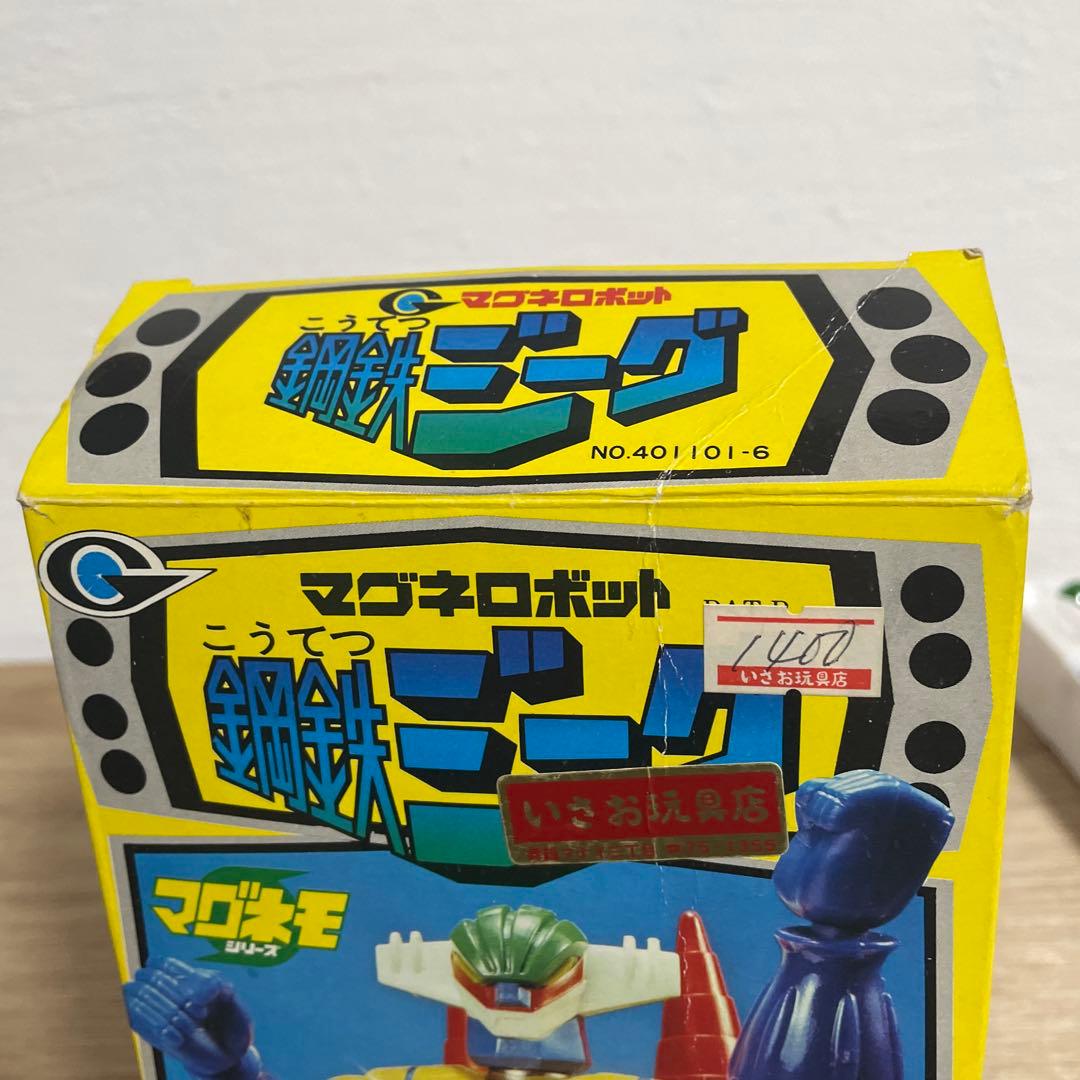 マグネロボット
こうてつ
鋼鉄ジーグ
NO.401101-6
マグネロボット
こうてつ
鋼鉄ジーグ
1400
いさお玩具店
いさお玩具店
マグネモ
シリーズ